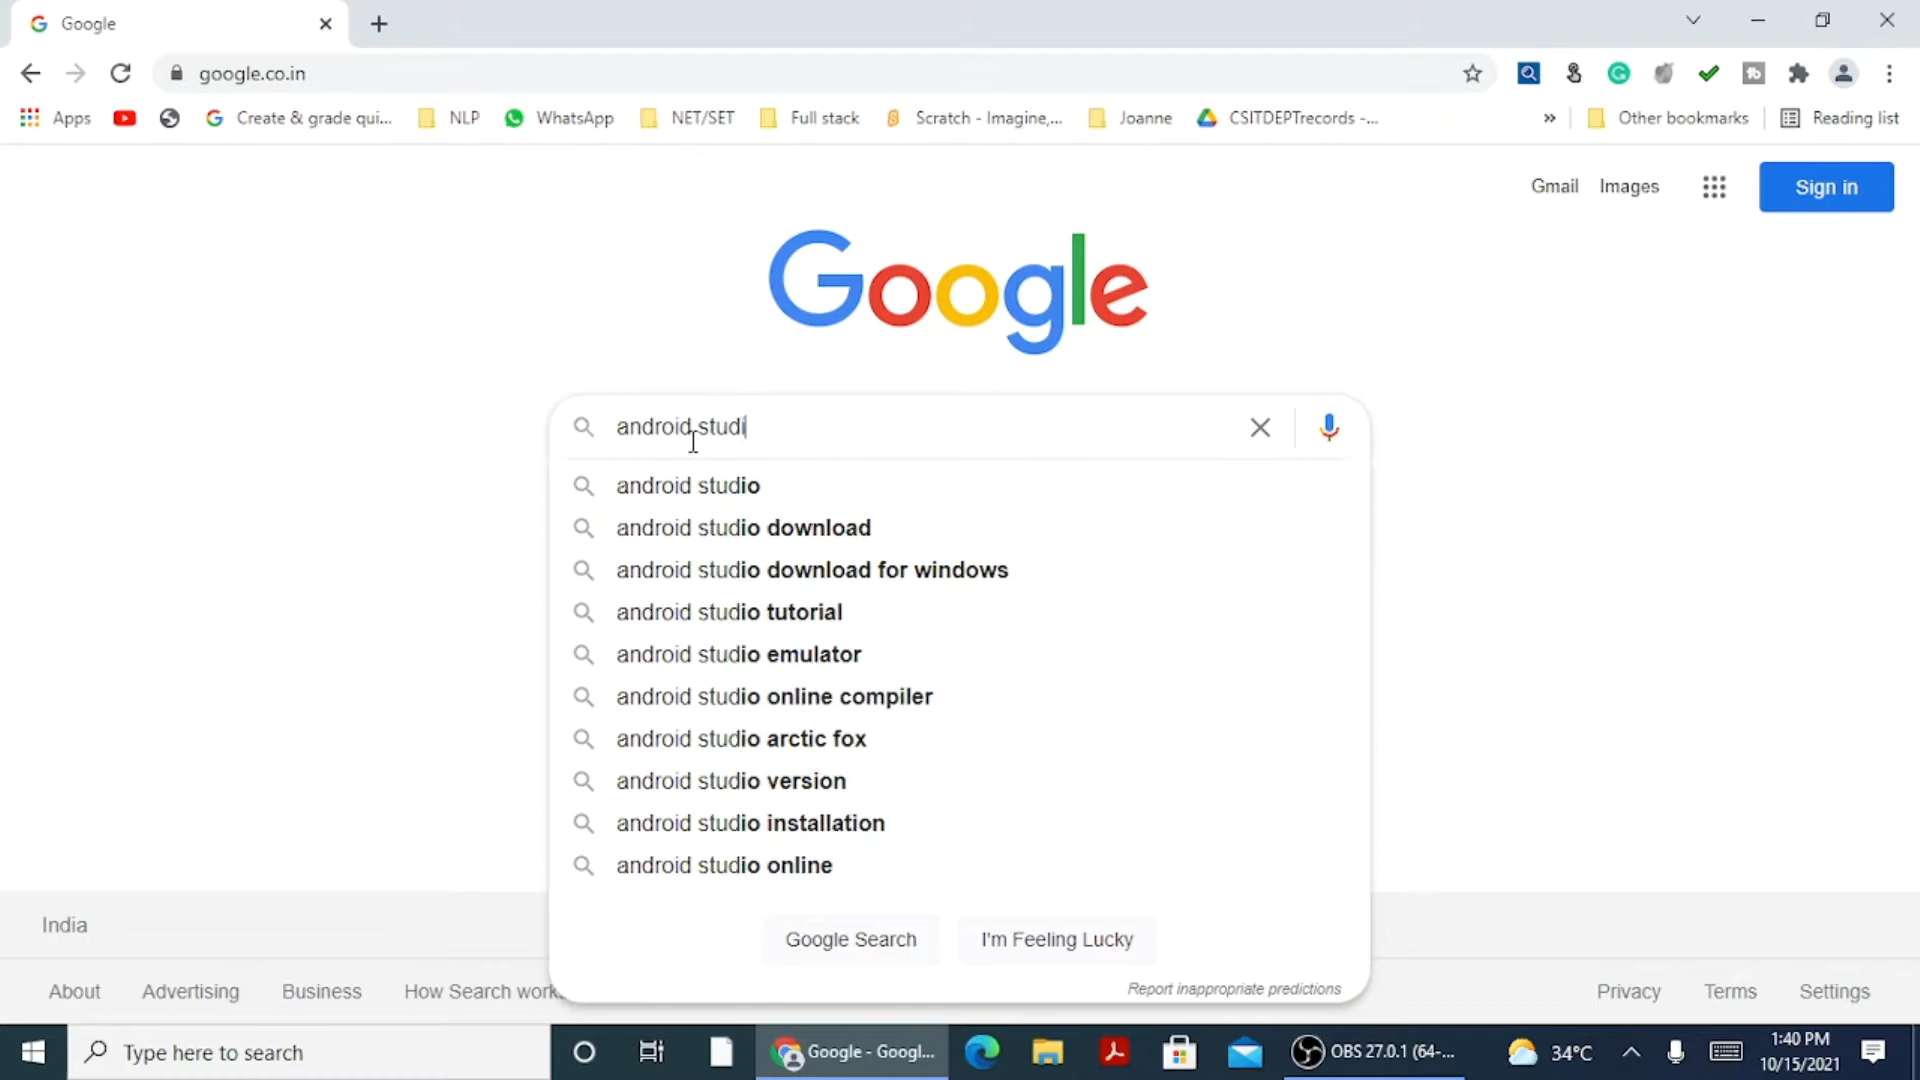 Google
google.co.in
Apps
Create & grade qui...
NLP
WhatsApp
NET/SET
Full stack
Scratch - Imagine,...
Joanne
CSITDEPTrecords -...
»
Other bookmarks
Reading list
Gmail
Images
Sign in
Google
android studi
android studio
android studio download
android studio download for windows
android studio tutorial
android studio emulator
android studio online compiler
android studio arctic fox
android studio version
android studio installation
android studio online
Google Search
I'm Feeling Lucky
Report inappropriate predictions
India
About
Advertising
Business
How Search work
Privacy
Terms
Settings
Type here to search
Google - Googl...
OBS 27.0.1 (64-...
34°C
1:40 PM
10/15/2021